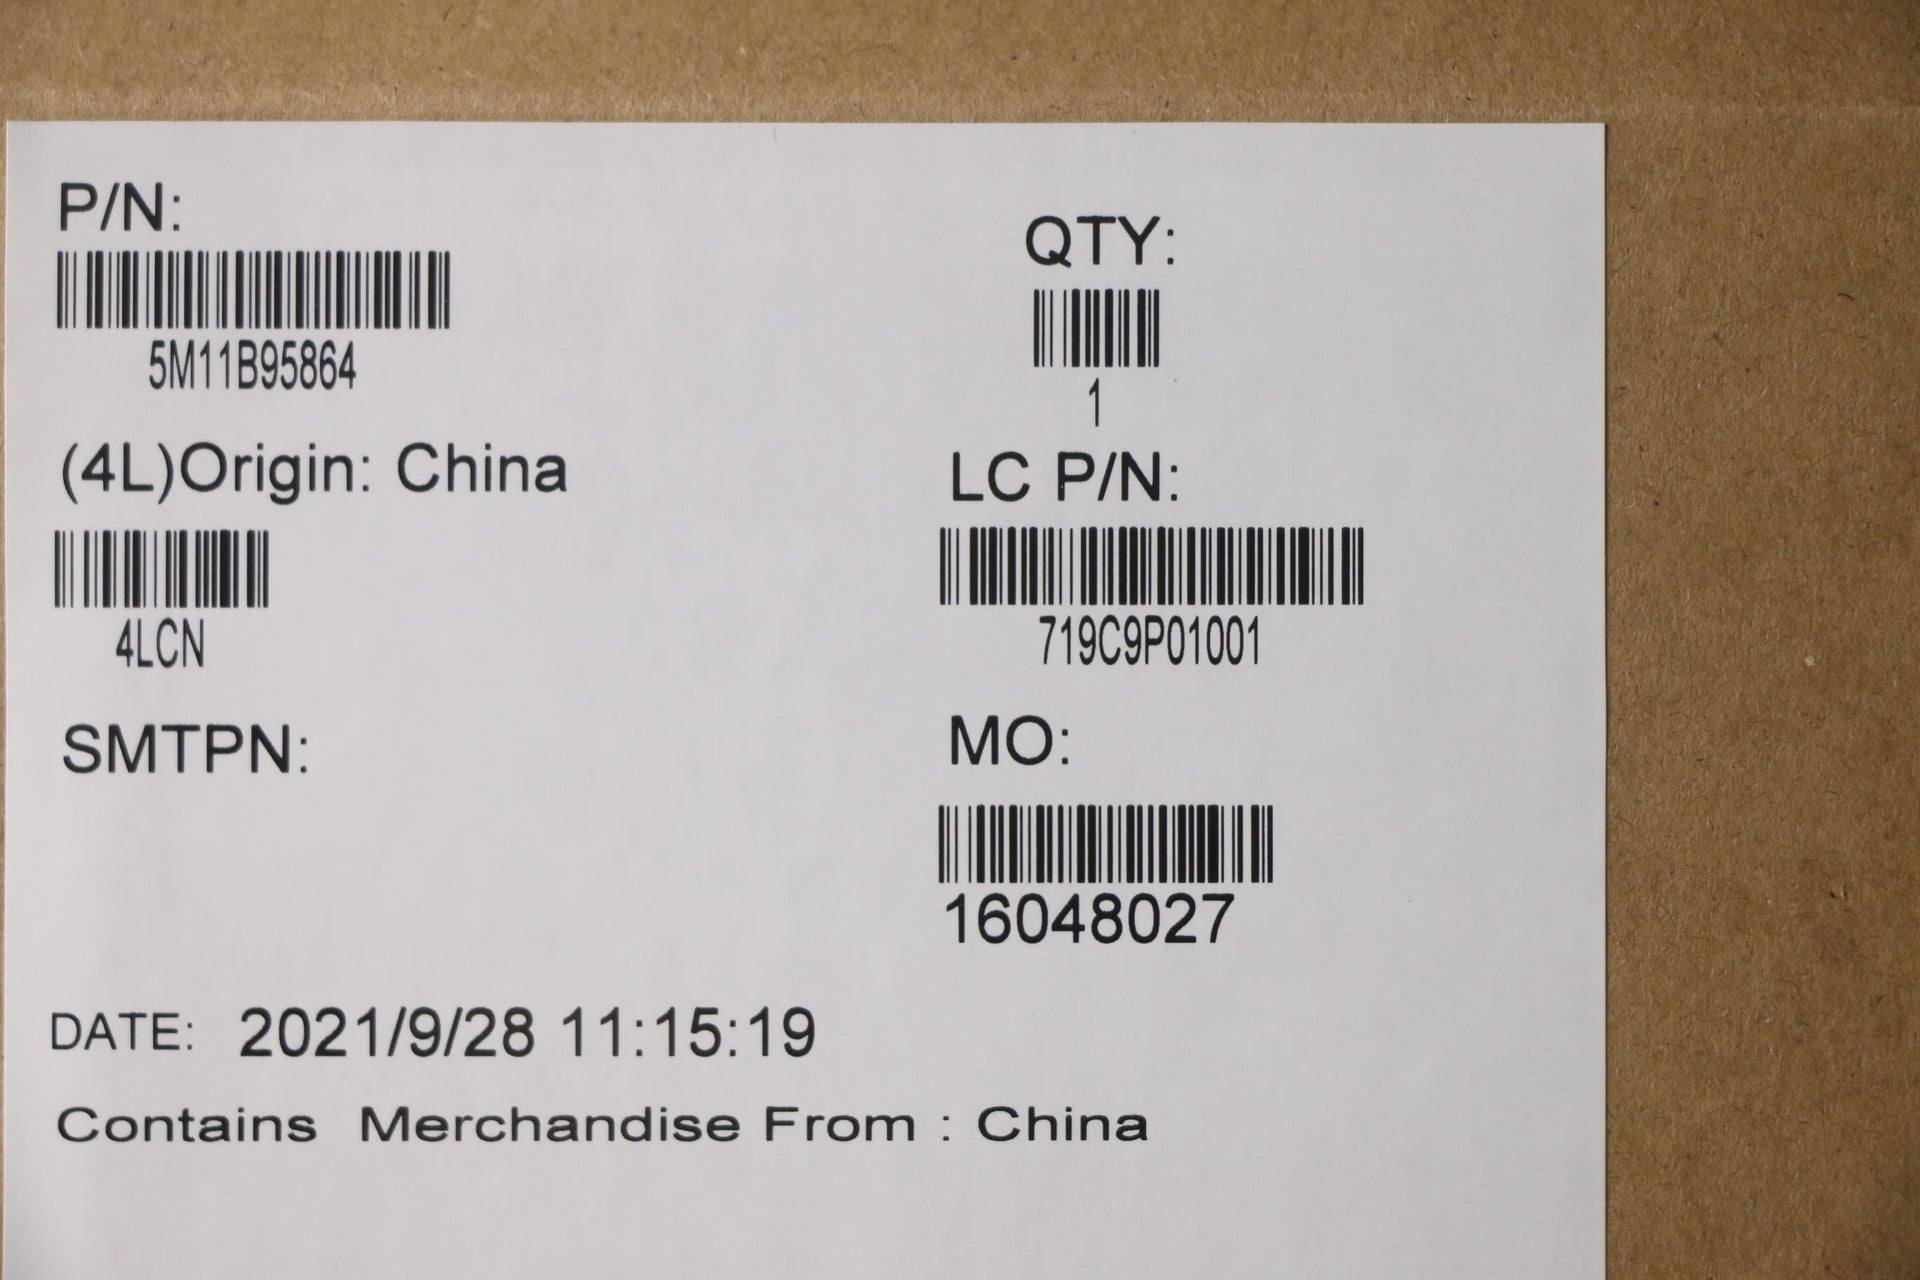 P/N:
5M11B95864
QTY:
1
(4L)Origin: China
4LCN
LC P/N:
719C9P01001
SMTPN:
MO:
16048027
DATE: 2021/9/28 11:15:19
Contains Merchandise From : China